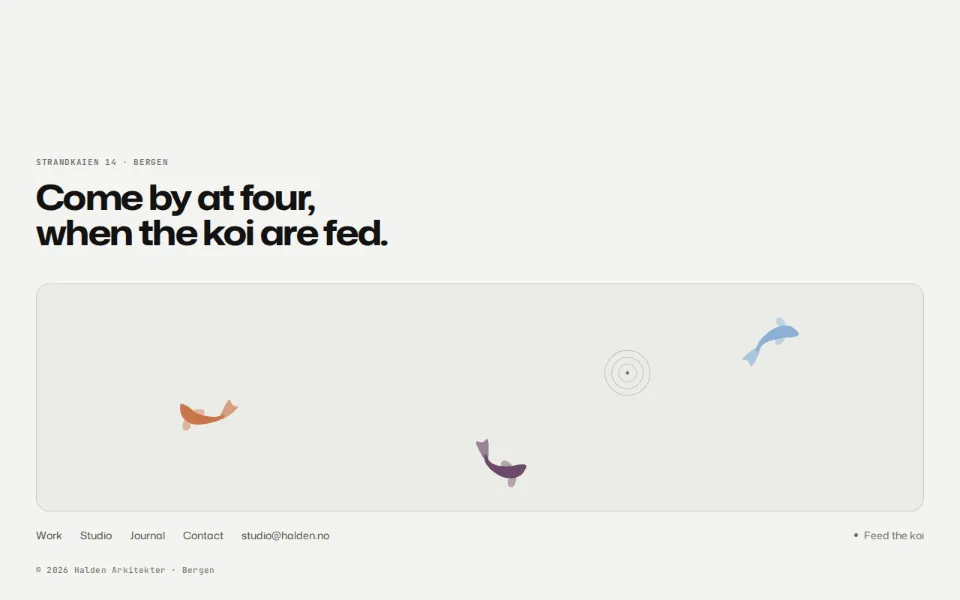 STRANDKAIEN 14 · BERGEN
Come by at four,
when the koi are fed.
Work Studio Journal Contact studio@halden.no
• Feed the koi
© 2026 Halden Arkitekter · Bergen